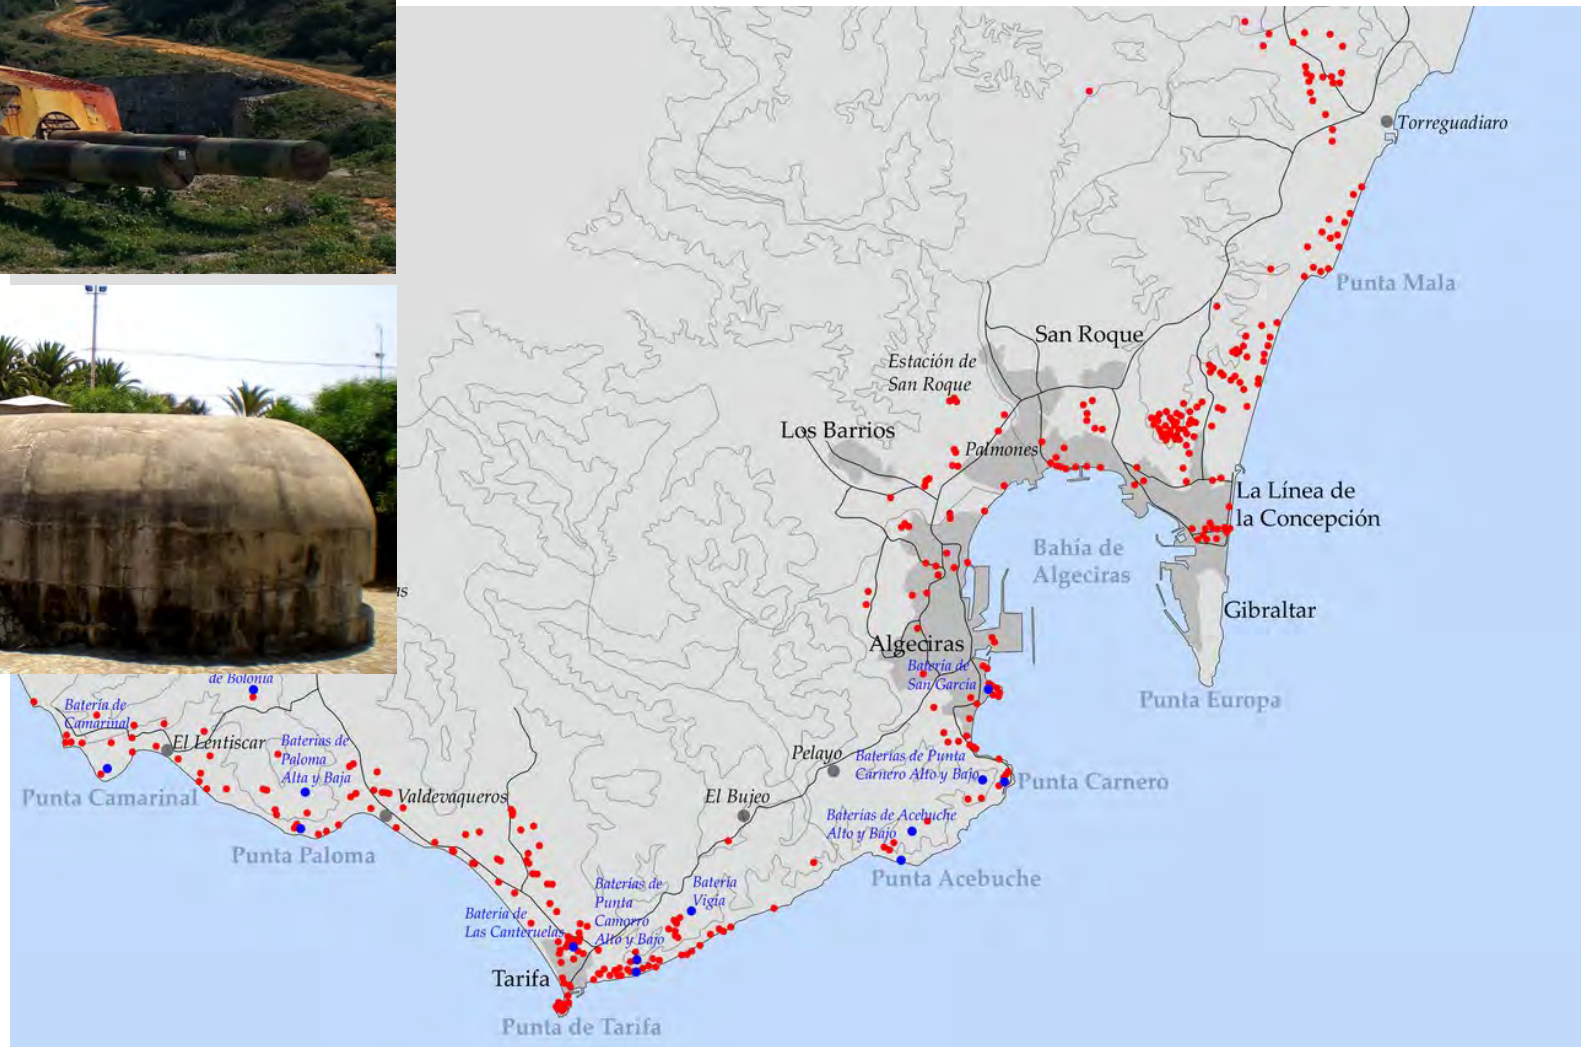 Torreguadiaro
Punta Mala
San Roque
Estación de
San Roque
Los Barrios
Palmones
La Línea de
la Concepción
Bahía de
Algeciras
Gibraltar
Algeciras
Batería de
San García
Punta Europa
de Bolonia
Batería de
Camarinal
El Lentiscar
Baterías de
Paloma
Alta y Baja
Punta Camarinal
Valdevaqueros
Punta Paloma
Pelayo
Baterías de Punta
Carnero Alto y Bajo
Punta Carnero
El Bujeo
Baterías de Acebuche
Alto y Bajo
Punta Acebuche
Baterías de
Punta
Camorro
Alto y Bajo
Batería
Vigía
Batería de
Las Canteruelas
Tarifa
Punta de Tarifa